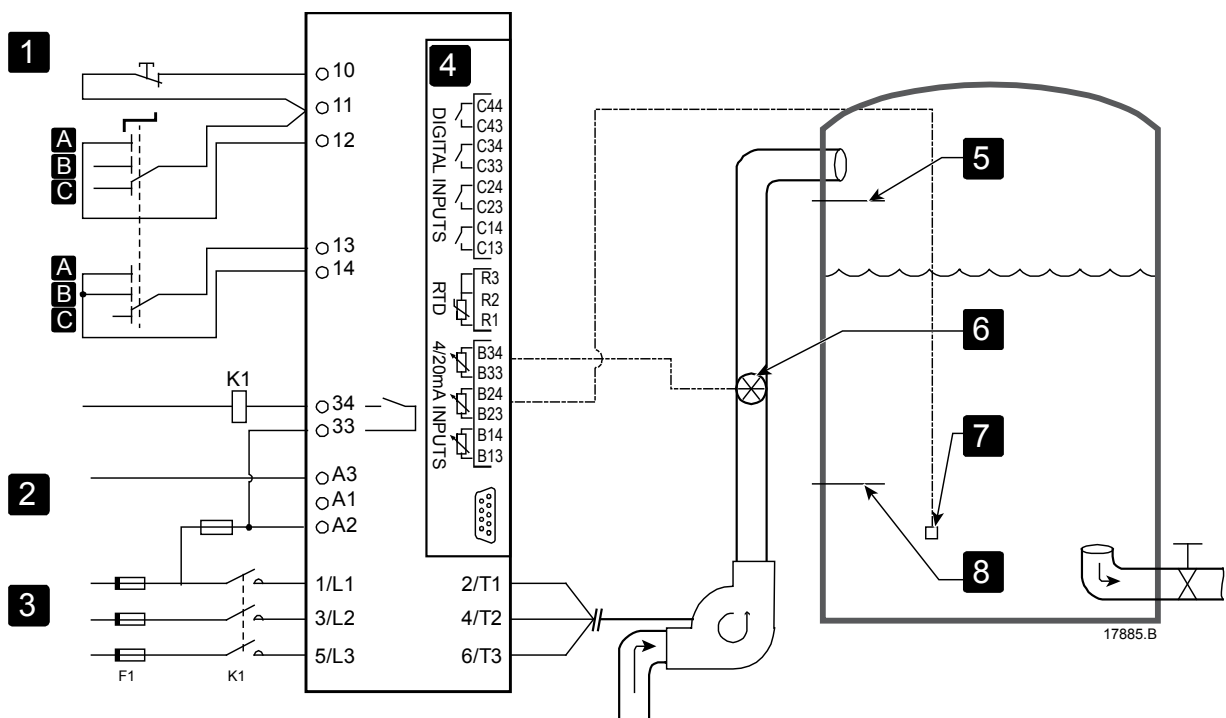 1
A
B
C
A
B
C
K1
2
3
F1
K1
10
11
12
13
14
34
33
A3
A1
A2
1/L1
3/L2
5/L3
2/T1
4/T2
6/T3
4
DIGITAL INPUTS
C44
C43
C34
C33
C24
C23
C14
C13
RTD
R3
R2
R1
4/20mA INPUTS
B34
B33
B24
B23
B14
B13
5
6
7
8
17885.B